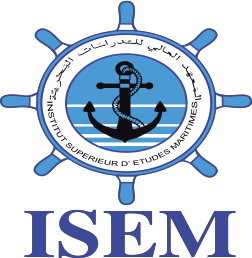 المعهد العالي للدراسات البحرية
INSTITUT SUPERIEUR D' ETUDES MARITIMES
ISEM